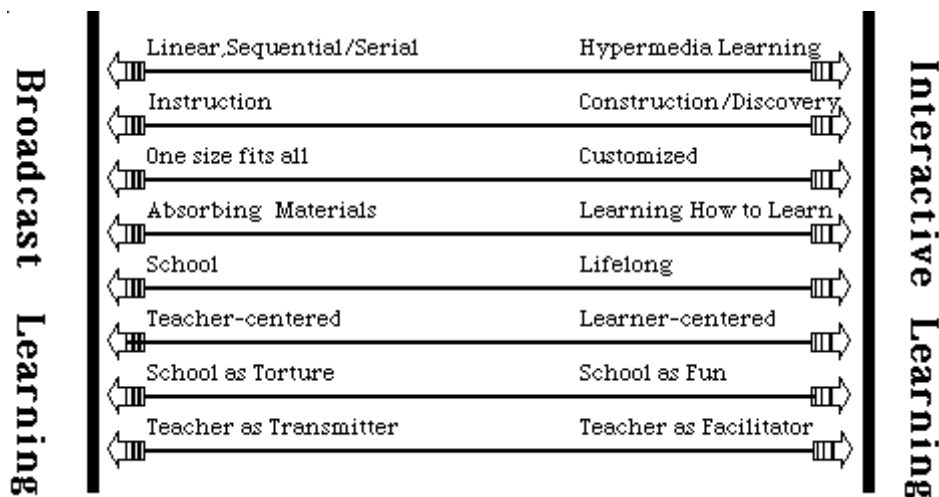 Broadcast Learning
Linear,Sequential/Serial Hypermedia Learning
Instruction Construction/Discovery
One size fits all Customized
Absorbing Materials Learning How to Learn
School Lifelong
Teacher-centered Learner-centered
School as Torture School as Fun
Teacher as Transmitter Teacher as Facilitator
Interactive Learning